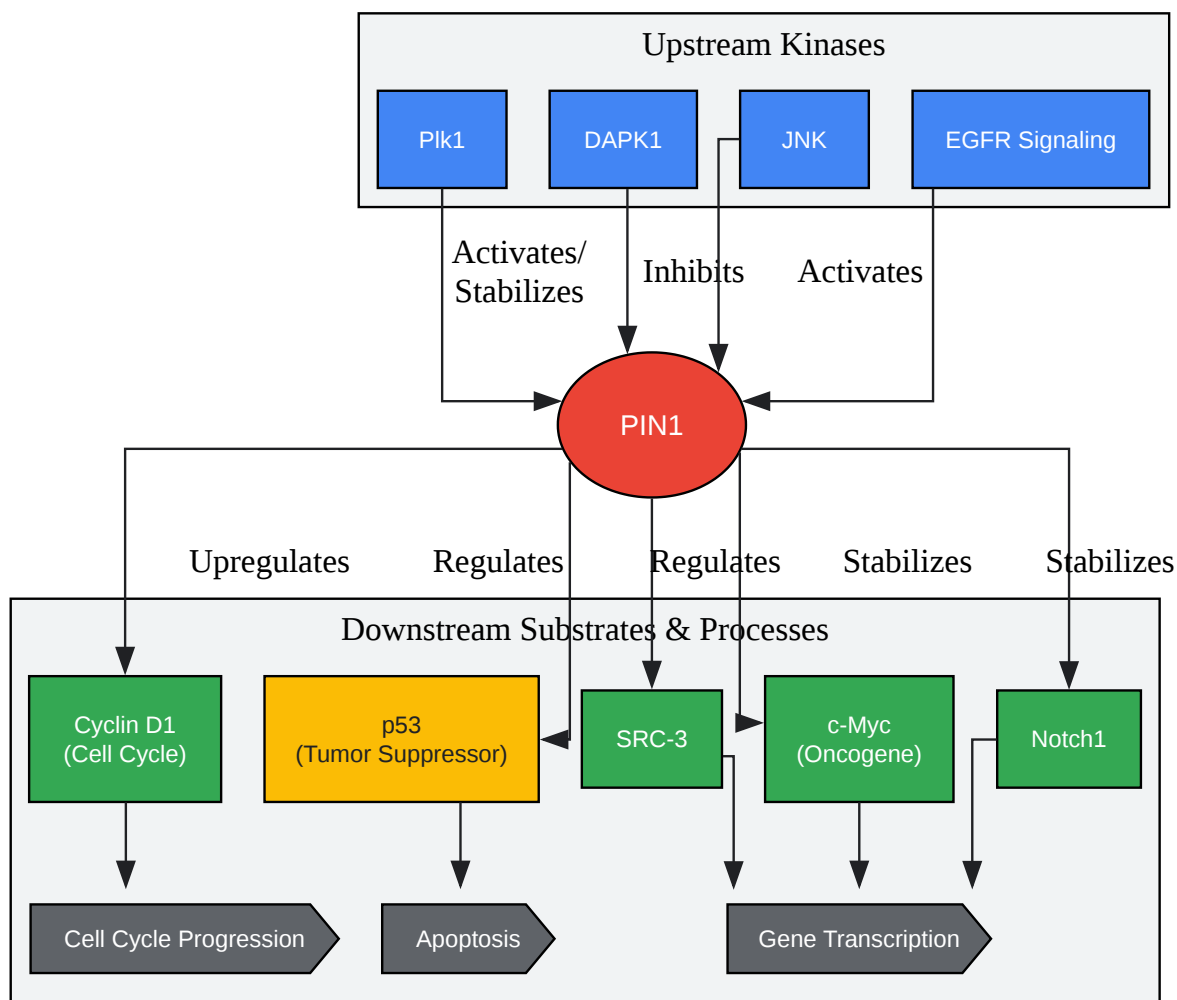 Upstream Kinases
Plk1
DAPK1
JNK
EGFR Signaling
Activates/
Stabilizes
Inhibits
Activates
PIN1
Upregulates
Regulates
Regulates
Stabilizes
Stabilizes
Downstream Substrates & Processes
Cyclin D1
(Cell Cycle)
p53
(Tumor Suppressor)
SRC-3
c-Myc
(Oncogene)
Notch1
Cell Cycle Progression
Apoptosis
Gene Transcription